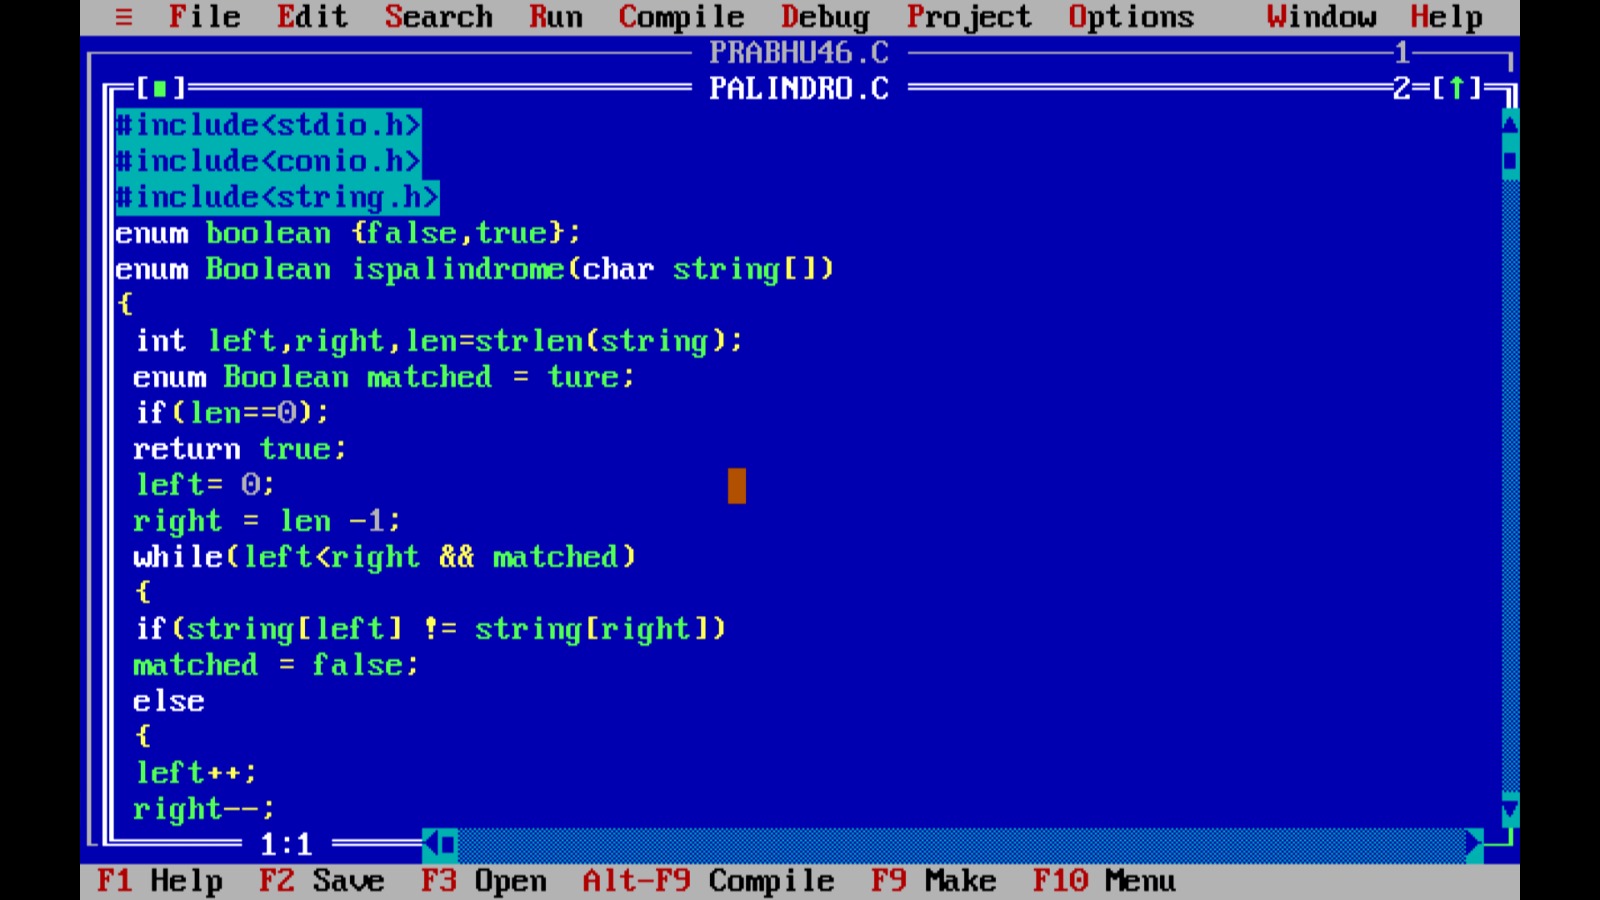 ≡ File Edit Search Run Compile Debug Project Options Window Help
PRABHU46.C 1
[■] PALINDRO.C 2=[↑]
#include<stdio.h>
#include<conio.h>
#include<string.h>
enum boolean {false,true};
enum Boolean ispalindrome(char string[])
{
int left,right,len=strlen(string);
enum Boolean matched = ture;
if(len==0);
return true;
left= 0;
right = len -1;
while(left<right && matched)
{
if(string[left] != string[right])
matched = false;
else
{
left++;
right--;
1:1
F1 Help F2 Save F3 Open Alt-F9 Compile F9 Make F10 Menu